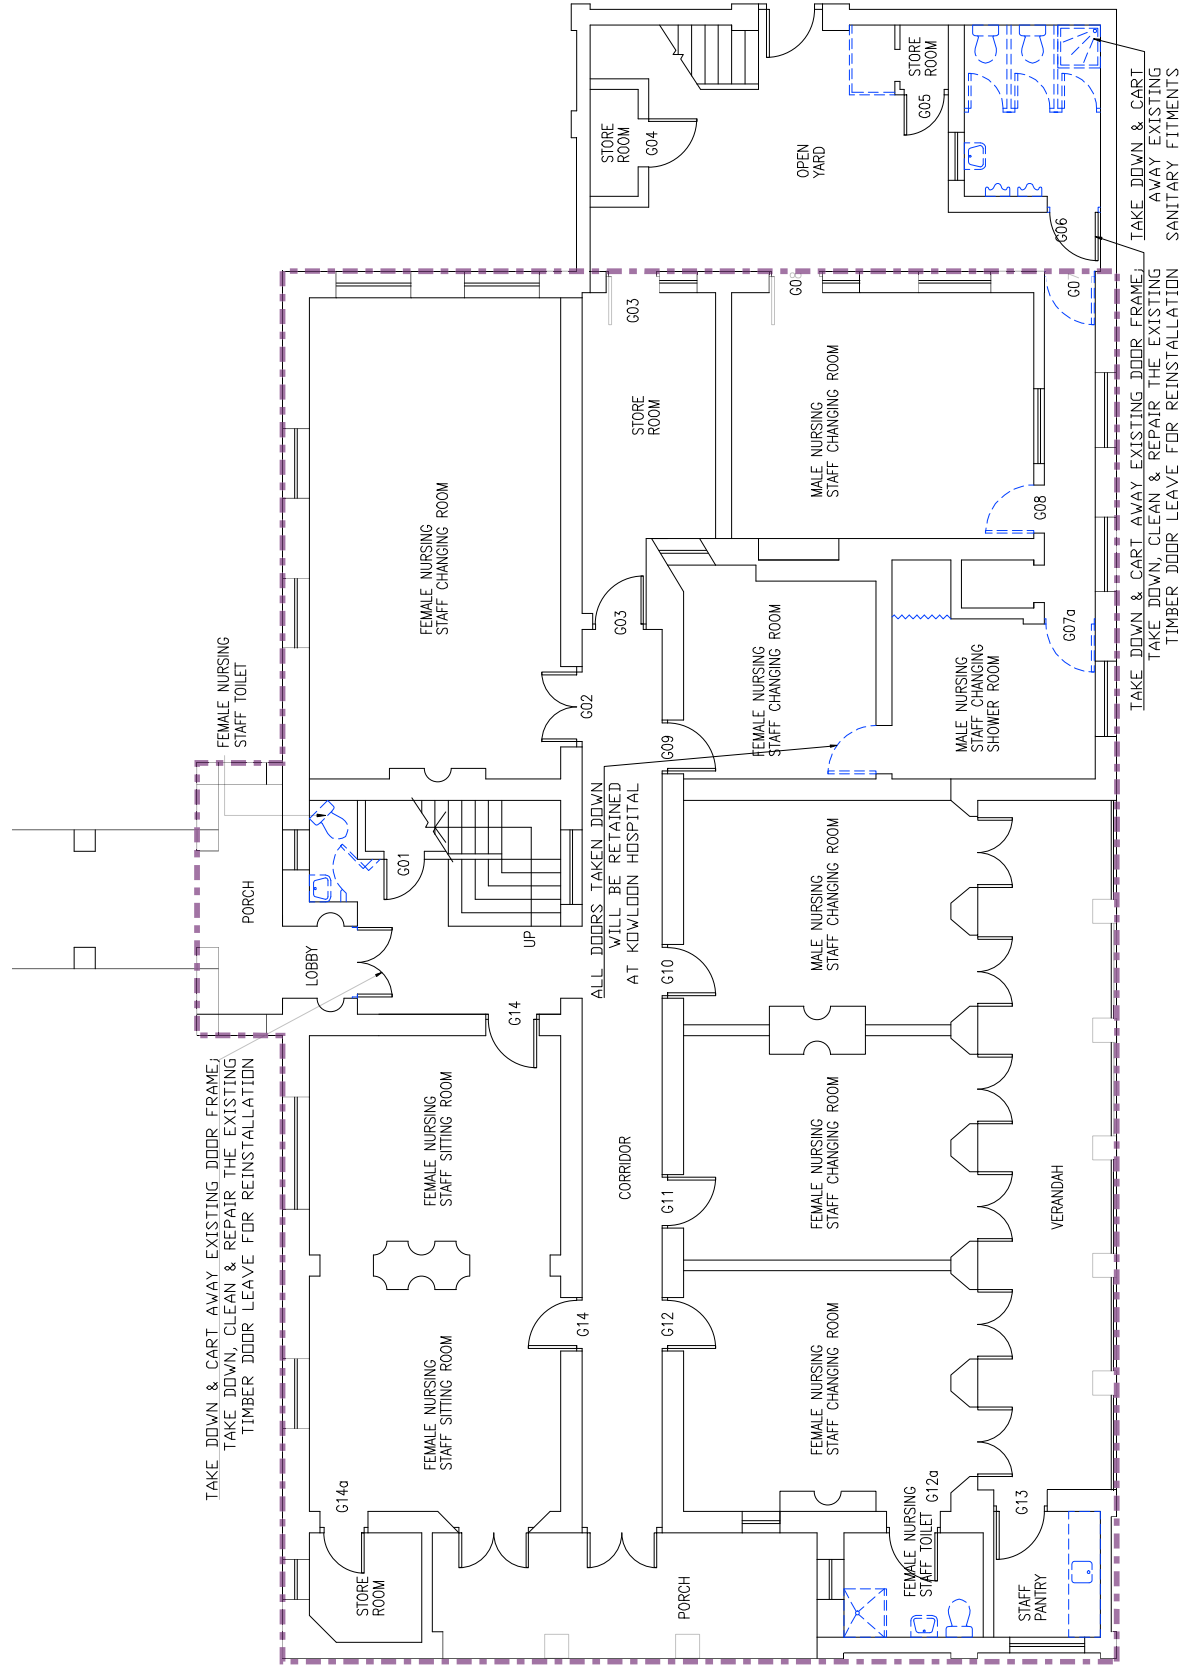 TAKE DOWN & CART AWAY EXISTING DOOR FRAME;
TAKE DOWN, CLEAN & REPAIR THE EXISTING
TIMBER DOOR LEAVE FOR REINSTALLATION
FEMALE NURSING
STAFF TOILET
PORCH
LOBBY
G01
UP
G14a
STORE
ROOM
FEMALE NURSING
STAFF SITTING ROOM
FEMALE NURSING
STAFF SITTING ROOM
G14
G14
FEMALE NURSING
STAFF CHANGING ROOM
G02
STORE
ROOM
G04
STORE
ROOM
G05
OPEN
YARD
PORCH
CORRIDOR
G12
G11
G10
G09
G03
STORE
ROOM
G03
ALL DOORS TAKEN DOWN
WILL BE RETAINED
AT KOWLOON HOSPITAL
FEMALE NURSING
STAFF CHANGING ROOM
FEMALE NURSING
STAFF CHANGING ROOM
MALE NURSING
STAFF CHANGING ROOM
FEMALE NURSING
STAFF CHANGING ROOM
MALE NURSING
STAFF CHANGING ROOM
G08
G08
FEMALE NURSING
STAFF TOILET
G12a
G13
STAFF
PANTRY
VERANDAH
MALE NURSING
STAFF CHANGING
SHOWER ROOM
G07a
G07
G06
TAKE DOWN & CART AWAY EXISTING DOOR FRAME;
TAKE DOWN, CLEAN & REPAIR THE EXISTING
TIMBER DOOR LEAVE FOR REINSTALLATION
TAKE DOWN & CART
AWAY EXISTING
SANITARY FITMENTS